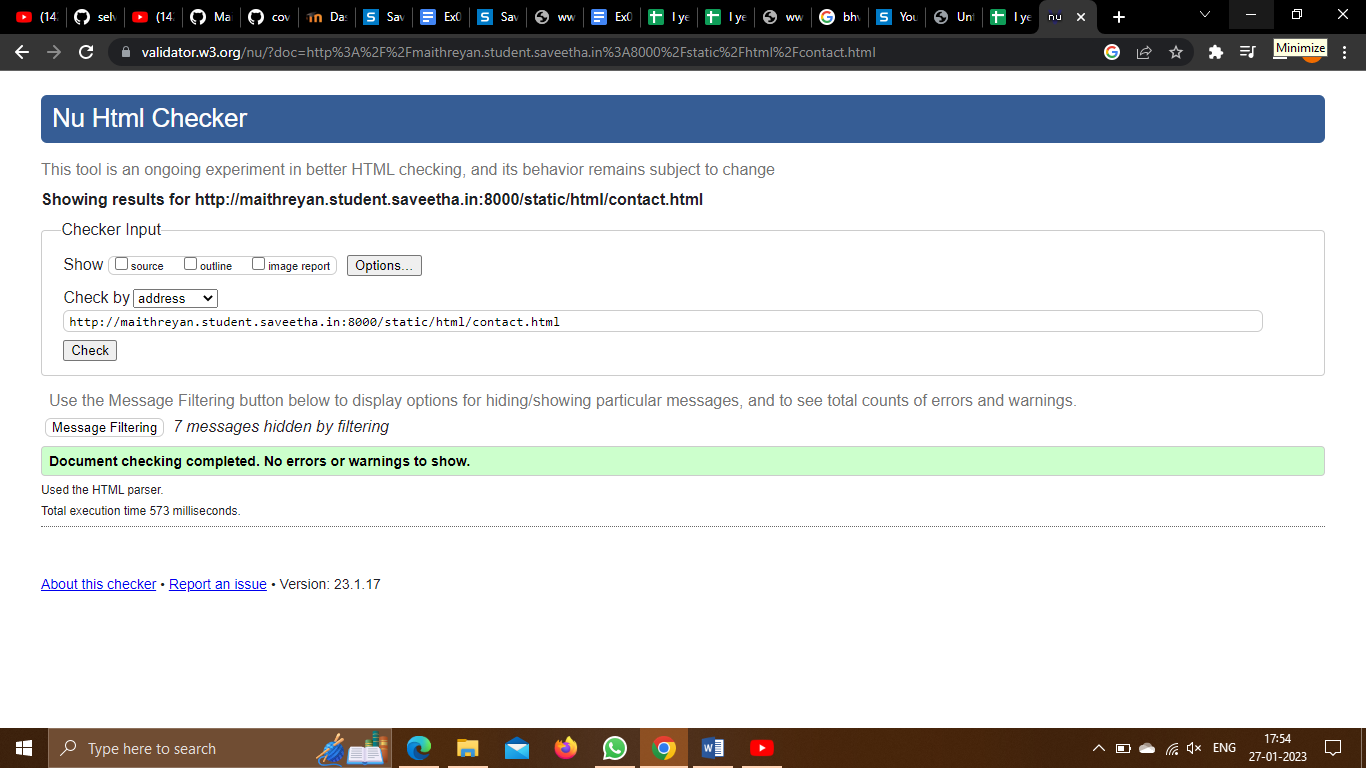 (14:
selv
(14:
Mai
cov
Das
Sav
Ex0
Sav
ww
Ex0
I ye
I ye
ww
bhv
You
Unt
I ye
nu
validator.w3.org/nu/?doc=http%3A%2F%2Fmaithreyan.student.saveetha.in%3A8000%2Fstatic%2Fhtml%2Fcontact.html
Minimize
Nu Html Checker
This tool is an ongoing experiment in better HTML checking, and its behavior remains subject to change
Showing results for http://maithreyan.student.saveetha.in:8000/static/html/contact.html
Checker Input
Show source outline image report Options...
Check by address
http://maithreyan.student.saveetha.in:8000/static/html/contact.html
Check
Use the Message Filtering button below to display options for hiding/showing particular messages, and to see total counts of errors and warnings.
Message Filtering 7 messages hidden by filtering
Document checking completed. No errors or warnings to show.
Used the HTML parser.
Total execution time 573 milliseconds.
About this checker • Report an issue • Version: 23.1.17
Type here to search
ENG
17:54
27-01-2023